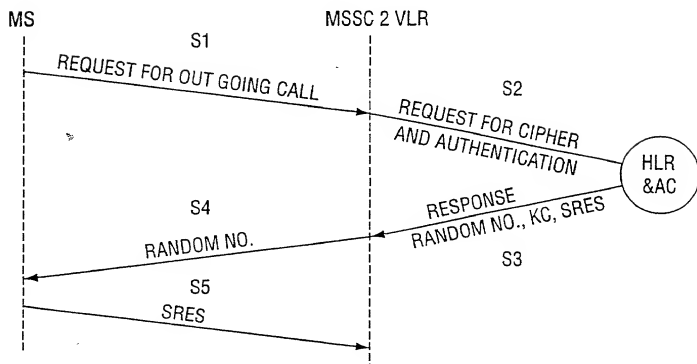 MS
MSSC 2 VLR
S1
REQUEST FOR OUT GOING CALL
S2
REQUEST FOR CIPHER
AND AUTHENTICATION
HLR
&AC
S4
RESPONSE
RANDOM NO., KC, SRES
RANDOM NO.
S3
S5
SRES